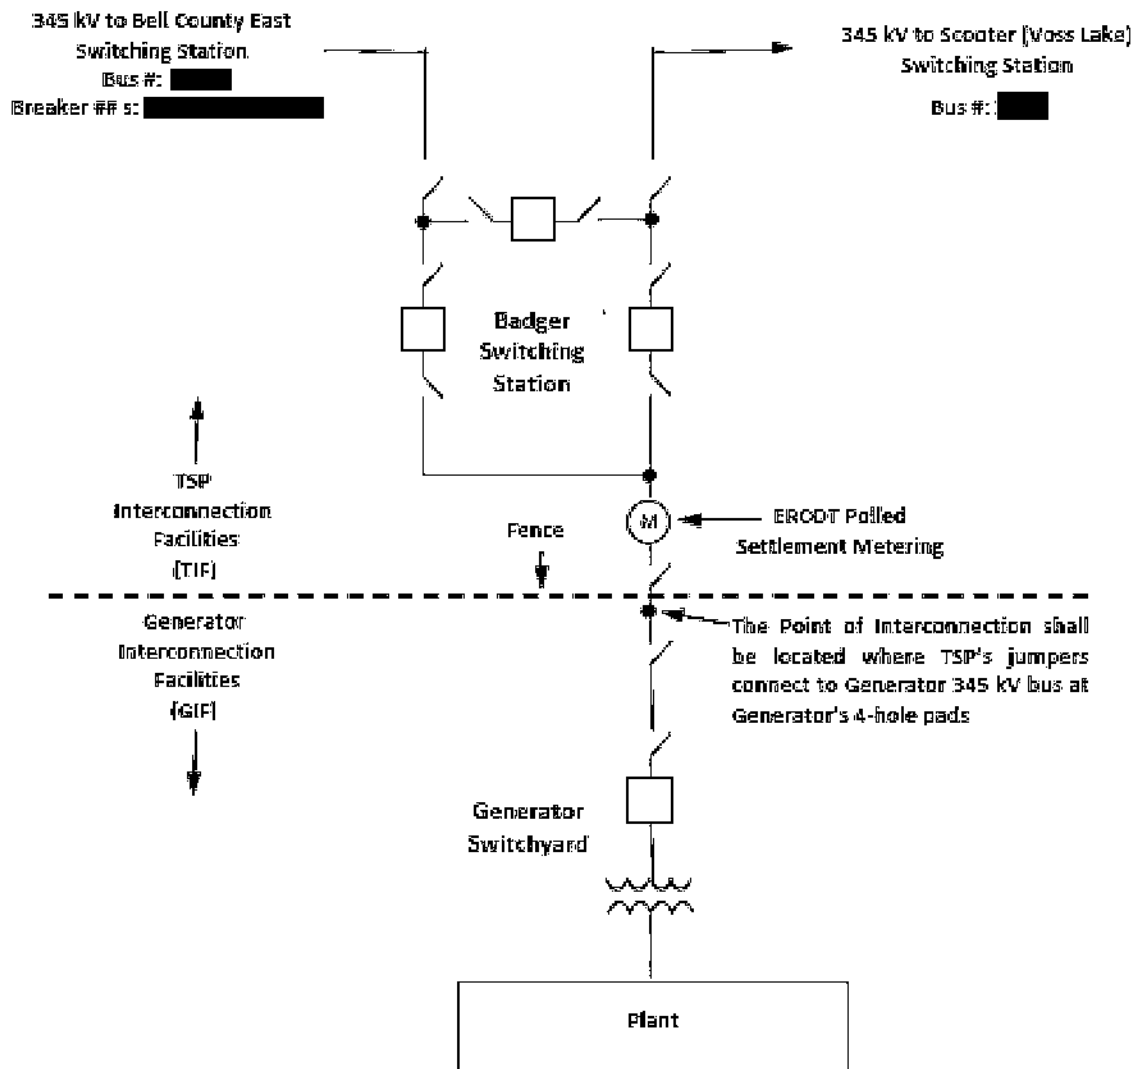 345 kV to Bell County East
Switching Station
Bus #:
Breaker ## s:
345 kV to Scooter (Voss Lake)
Switching Station
Bus #:
Badger
Switching
Station
TSP
Interconnection
Facilities
(TIF)
Fence
M
ERCOT Polled
Settlement Metering
Generator
Interconnection
Facilities
(GIF)
The Point of Interconnection shall
be located where TSP's jumpers
connect to Generator 345 kV bus at
Generator's 4-hole pads
Generator
Switchyard
Plant